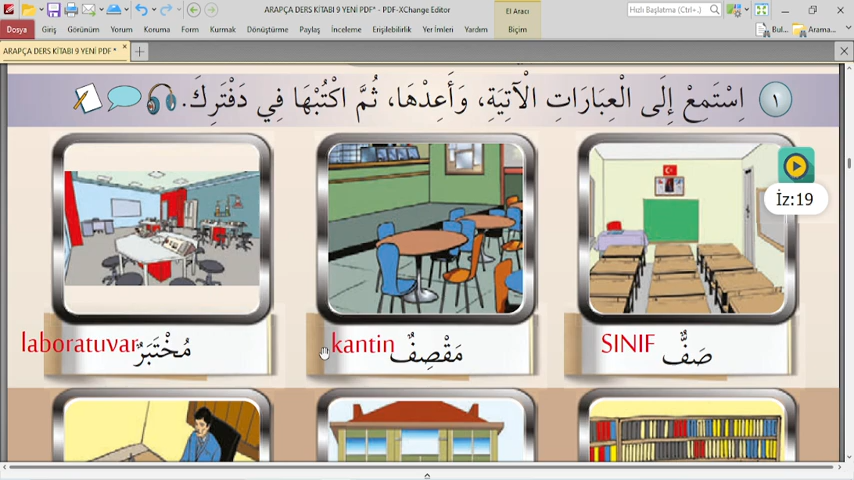 ARAPÇA DERS KİTABI 9 YENİ PDF* - PDF-XChange Editor
El Aracı
Hızlı Başlatma (Ctrl+.)
Dosya Giriş Görünüm Yorum Koruma Form Kurmak Dönüştürme Paylaş İnceleme Erişilebilirlik Yer İmleri Yardım Biçim Bul... Arama...
ARAPÇA DERS KİTABI 9 YENİ PDF *
١ اِسْتَمِعْ إِلَى الْعِبَارَاتِ الْآتِيَةِ، وَأَعِدْهَا، ثُمَّ اكْتُبْهَا فِي دَفْتَرِكَ.
İz:19
صَفٌّ SINIF
مَقْصِفٌ kantin
مُخْتَبَرٌ laboratuvar